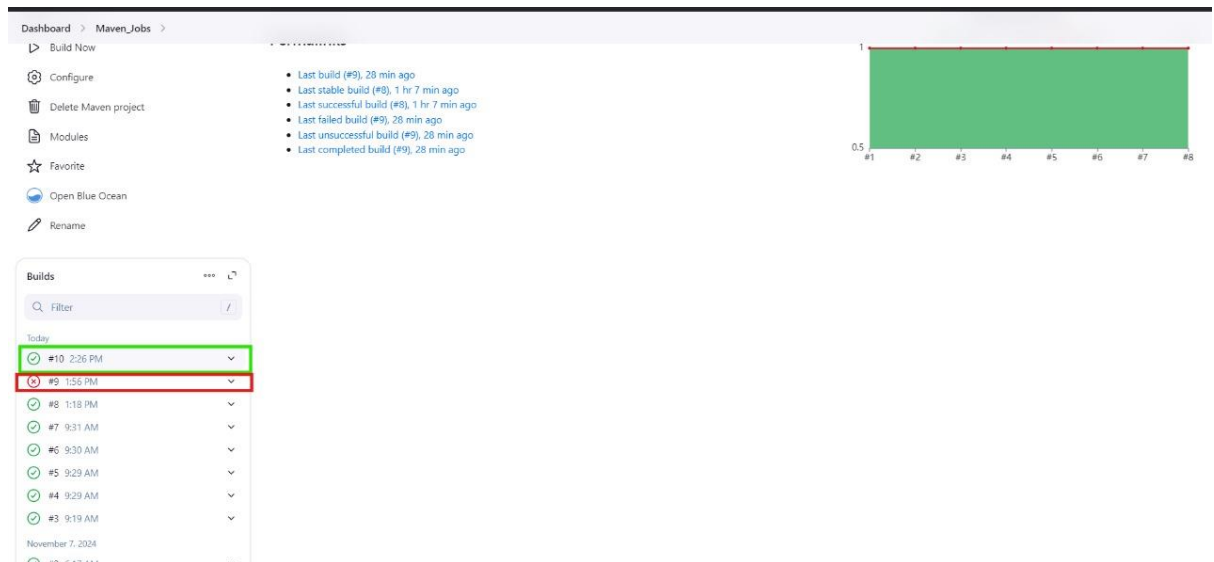 Dashboard > Maven_Jobs >
Build Now
Configure
Delete Maven project
Modules
Favorite
Open Blue Ocean
Rename
Last build (#9), 28 min ago
Last stable build (#8), 1 hr 7 min ago
Last successful build (#8), 1 hr 7 min ago
Last failed build (#9), 28 min ago
Last unsuccessful build (#9), 28 min ago
Last completed build (#9), 28 min ago
1
0.5
#1 #2 #3 #4 #5 #6 #7 #8
Builds
Filter /
Today
#10 2:26 PM
#9 1:56 PM
#8 1:18 PM
#7 9:31 AM
#6 9:30 AM
#5 9:29 AM
#4 9:29 AM
#3 9:19 AM
November 7, 2024